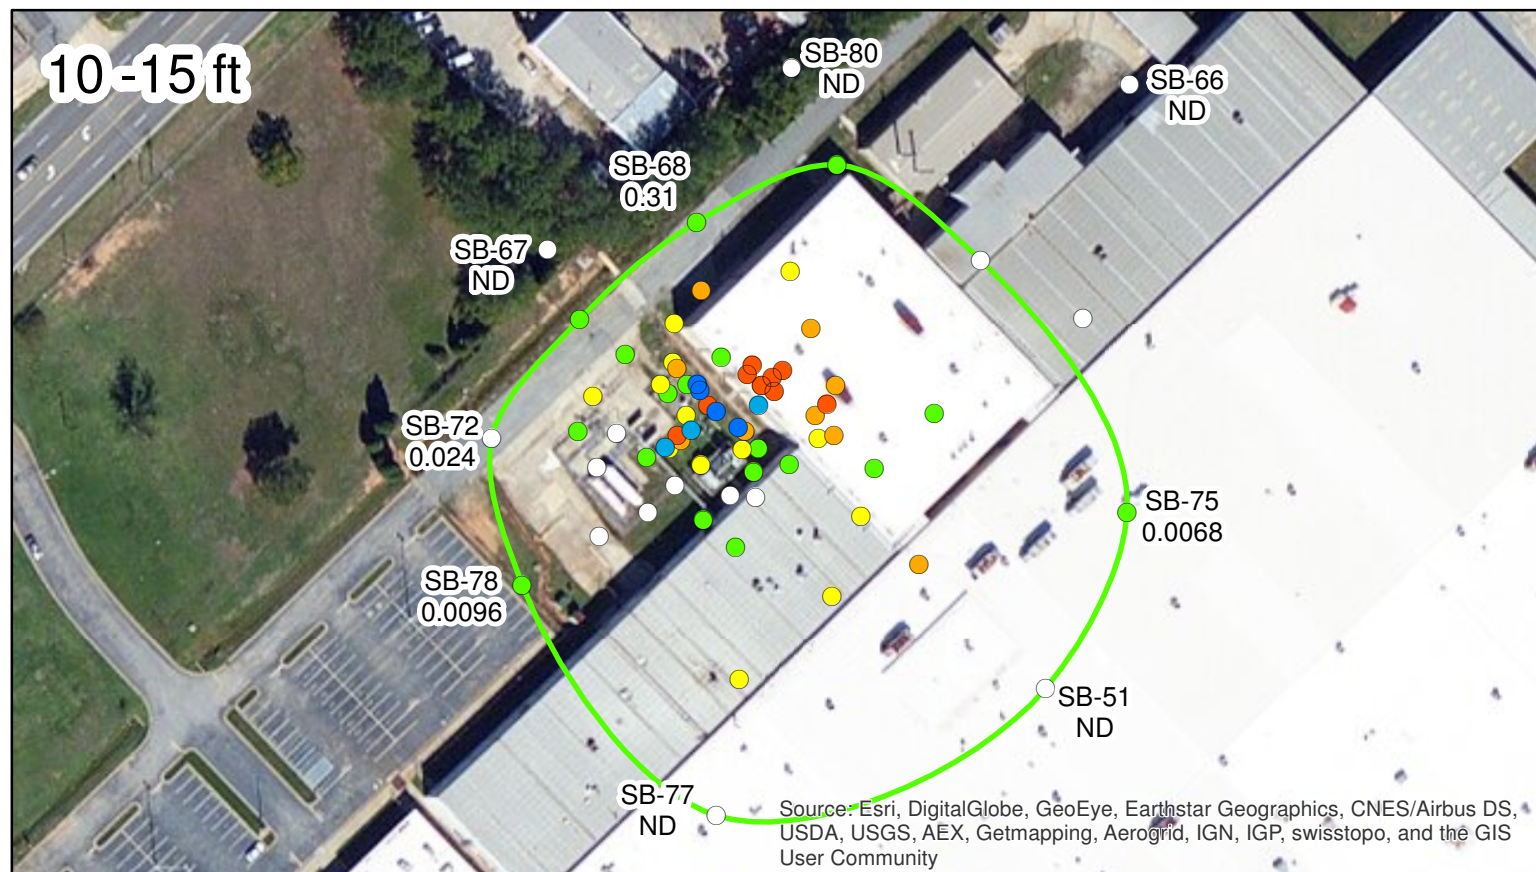 10 -15 ft
SB-80
ND
SB-66
ND
SB-68
0.31
SB-67
ND
SB-72
0.024
SB-75
0.0068
SB-78
0.0096
SB-51
ND
SB-77
ND
Source: Esri, DigitalGlobe, GeoEye, Earthstar Geographics, CNES/Airbus DS,
USDA, USGS, AEX, Getmapping, Aerogrid, IGN, IGP, swisstopo, and the GIS
User Community